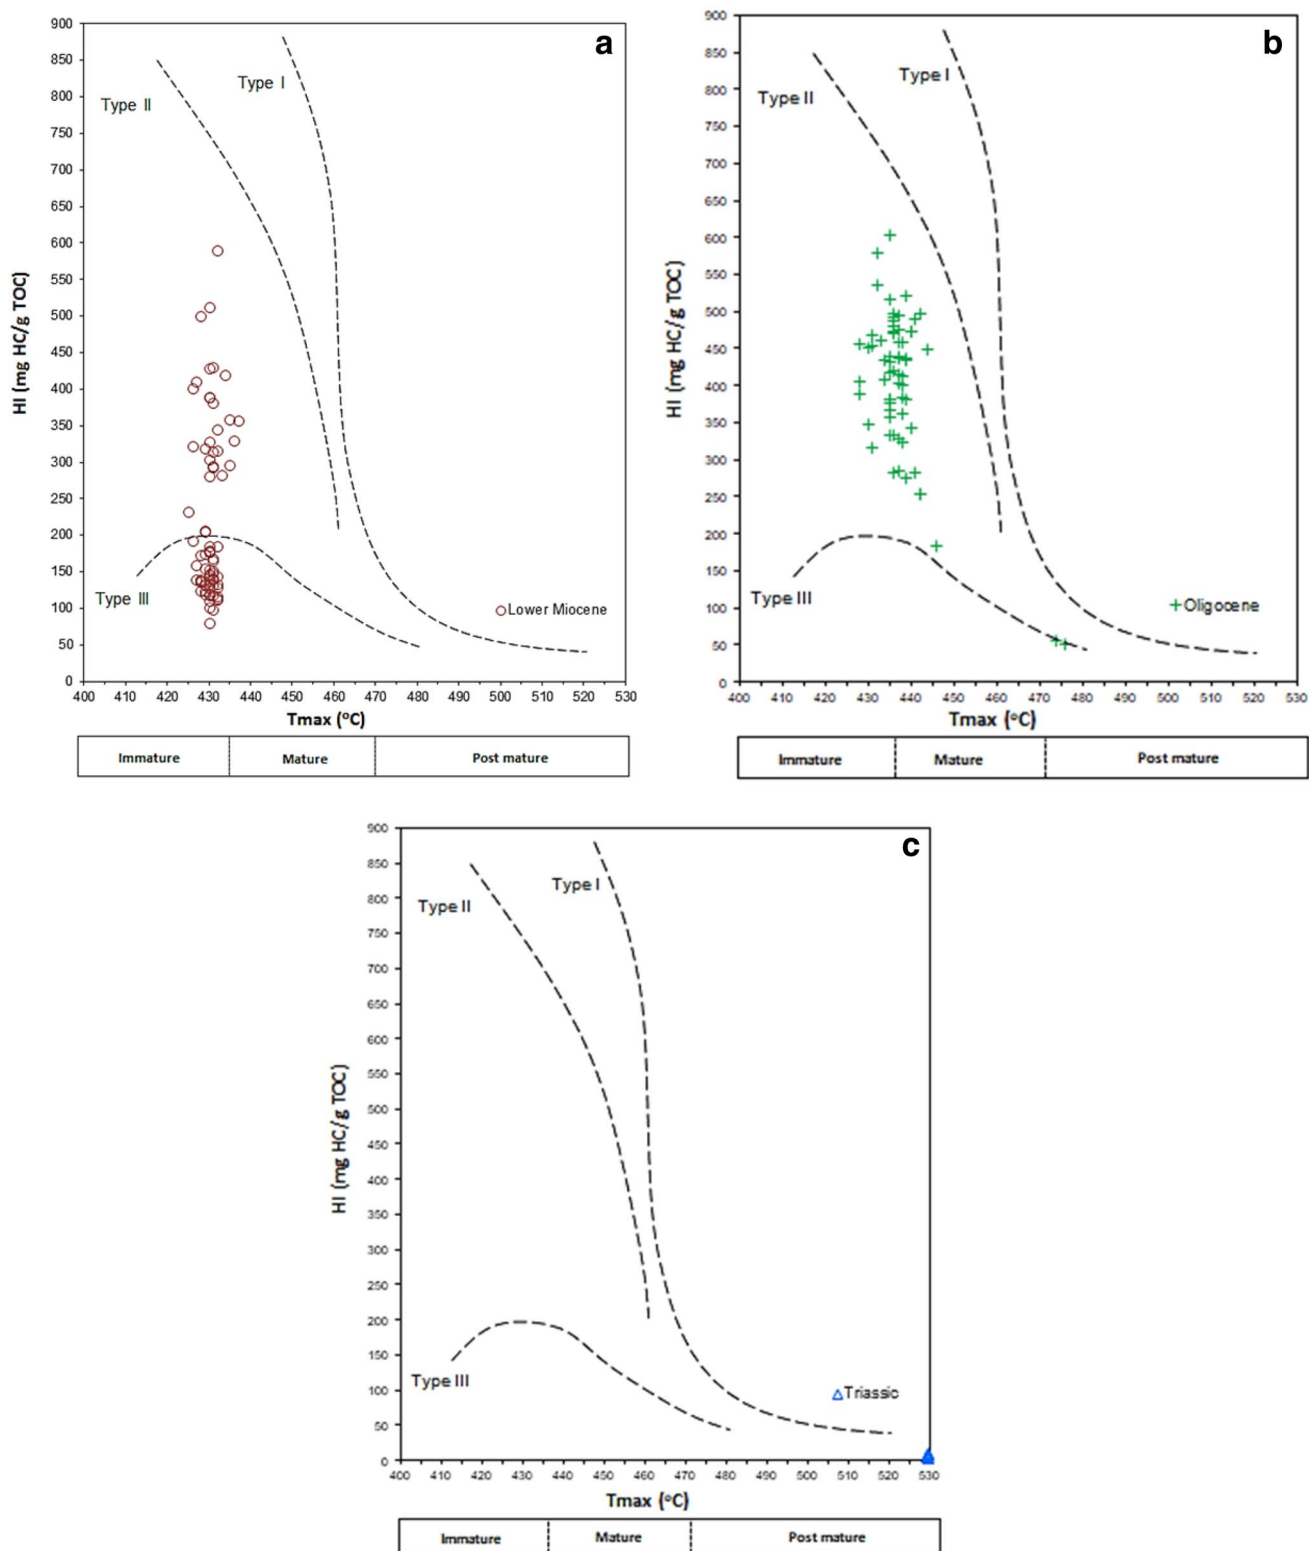 a
900
850
800
750
700
650
600
550
500
450
400
350
300
250
200
150
100
50
0
HI (mg HC/g TOC)
Type I
Type II
Type III
Lower Miocene
400 410 420 430 440 450 460 470 480 490 500 510 520 530
Tmax (ºC)
Immature Mature Post mature
b
900
850
800
750
700
650
600
550
500
450
400
350
300
250
200
150
100
50
0
HI (mg HC/g TOC)
Type I
Type II
Type III
Oligocene
400 410 420 430 440 450 460 470 480 490 500 510 520 530
Tmax (ºC)
Immature Mature Post mature
c
900
850
800
750
700
650
600
550
500
450
400
350
300
250
200
150
100
50
0
HI (mg HC/g TOC)
Type I
Type II
Type III
Triassic
400 410 420 430 440 450 460 470 480 490 500 510 520 530
Tmax (ºC)
Immature Mature Post mature